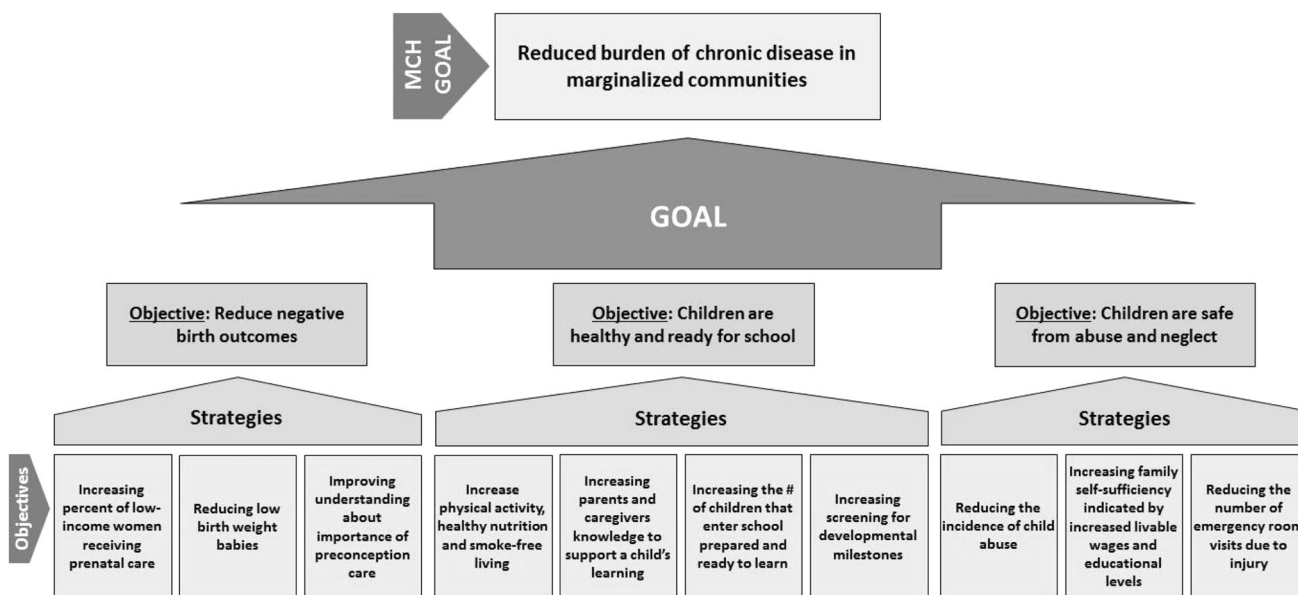 MCH
GOAL
Reduced burden of chronic disease in
marginalized communities
GOAL
Objective: Reduce negative
birth outcomes
Objective: Children are
healthy and ready for school
Objective: Children are safe
from abuse and neglect
Strategies
Strategies
Strategies
Objectives
Increasing
percent of low-
income women
receiving
prenatal care
Reducing low
birth weight
babies
Improving
understanding
about
importance of
preconception
care
Increase
physical activity,
healthy nutrition
and smoke-free
living
Increasing
parents and
caregivers
knowledge to
support a child’s
learning
Increasing the #
of children that
enter school
prepared and
ready to learn
Increasing
screening for
developmental
milestones
Reducing the
incidence of child
abuse
Increasing family
self-sufficiency
indicated by
increased livable
wages and
educational
levels
Reducing the
number of
emergency room
visits due to
injury